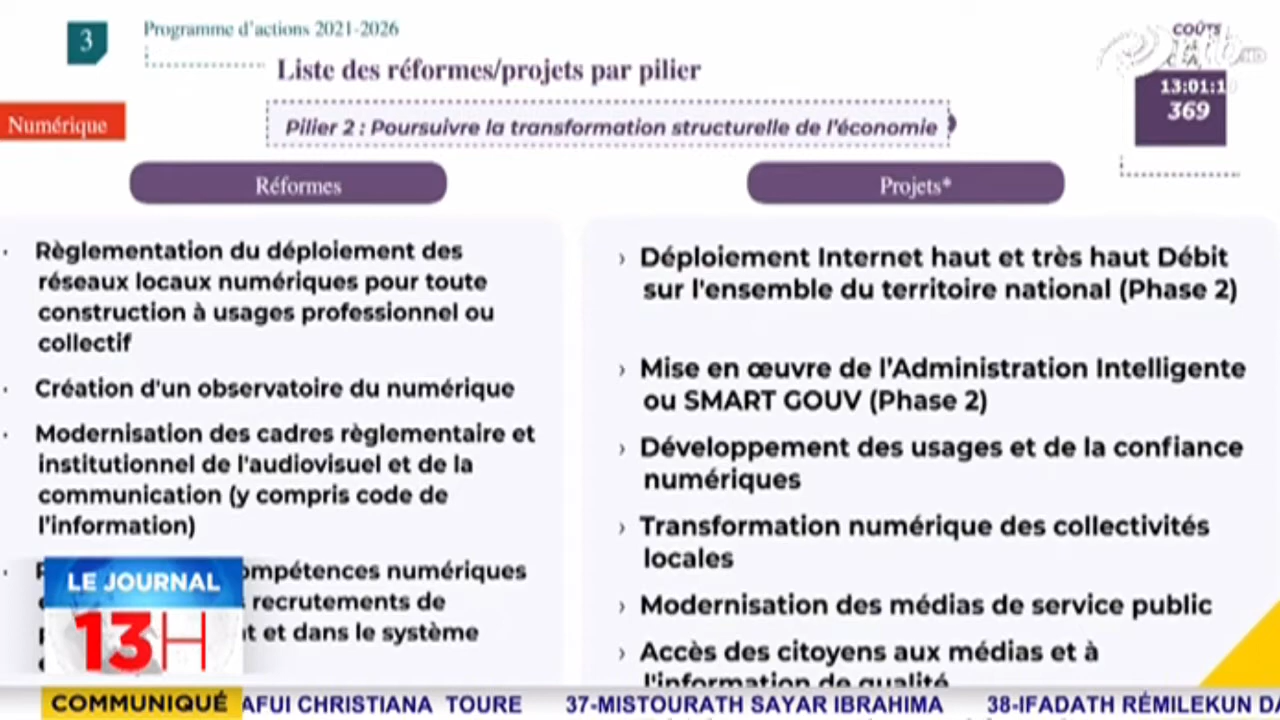 3
Programme d'actions 2021-2026
COÛTS
Liste des réformes/projets par pilier
13:01:1
369
Numérique
Pilier 2 : Poursuivre la transformation structurelle de l'économie
Réformes
Projets*
· Règlementation du déploiement des
réseaux locaux numériques pour toute
construction à usages professionnel ou
collectif
· Création d'un observatoire du numérique
· Modernisation des cadres règlementaire et
institutionnel de l'audiovisuel et de la
communication (y compris code de
l'information)
ompétences numériques
recrutements de
t et dans le système
› Déploiement Internet haut et très haut Débit
sur l'ensemble du territoire national (Phase 2)
› Mise en œuvre de l'Administration Intelligente
ou SMART GOUV (Phase 2)
› Développement des usages et de la confiance
numériques
› Transformation numérique des collectivités
locales
› Modernisation des médias de service public
› Accès des citoyens aux médias et à
l'information de qualité
LE JOURNAL
13H
COMMUNIQUÉ AFUI CHRISTIANA TOURE 37-MISTOURATH SAYAR IBRAHIMA 38-IFADATH RÉMILEKUN DA